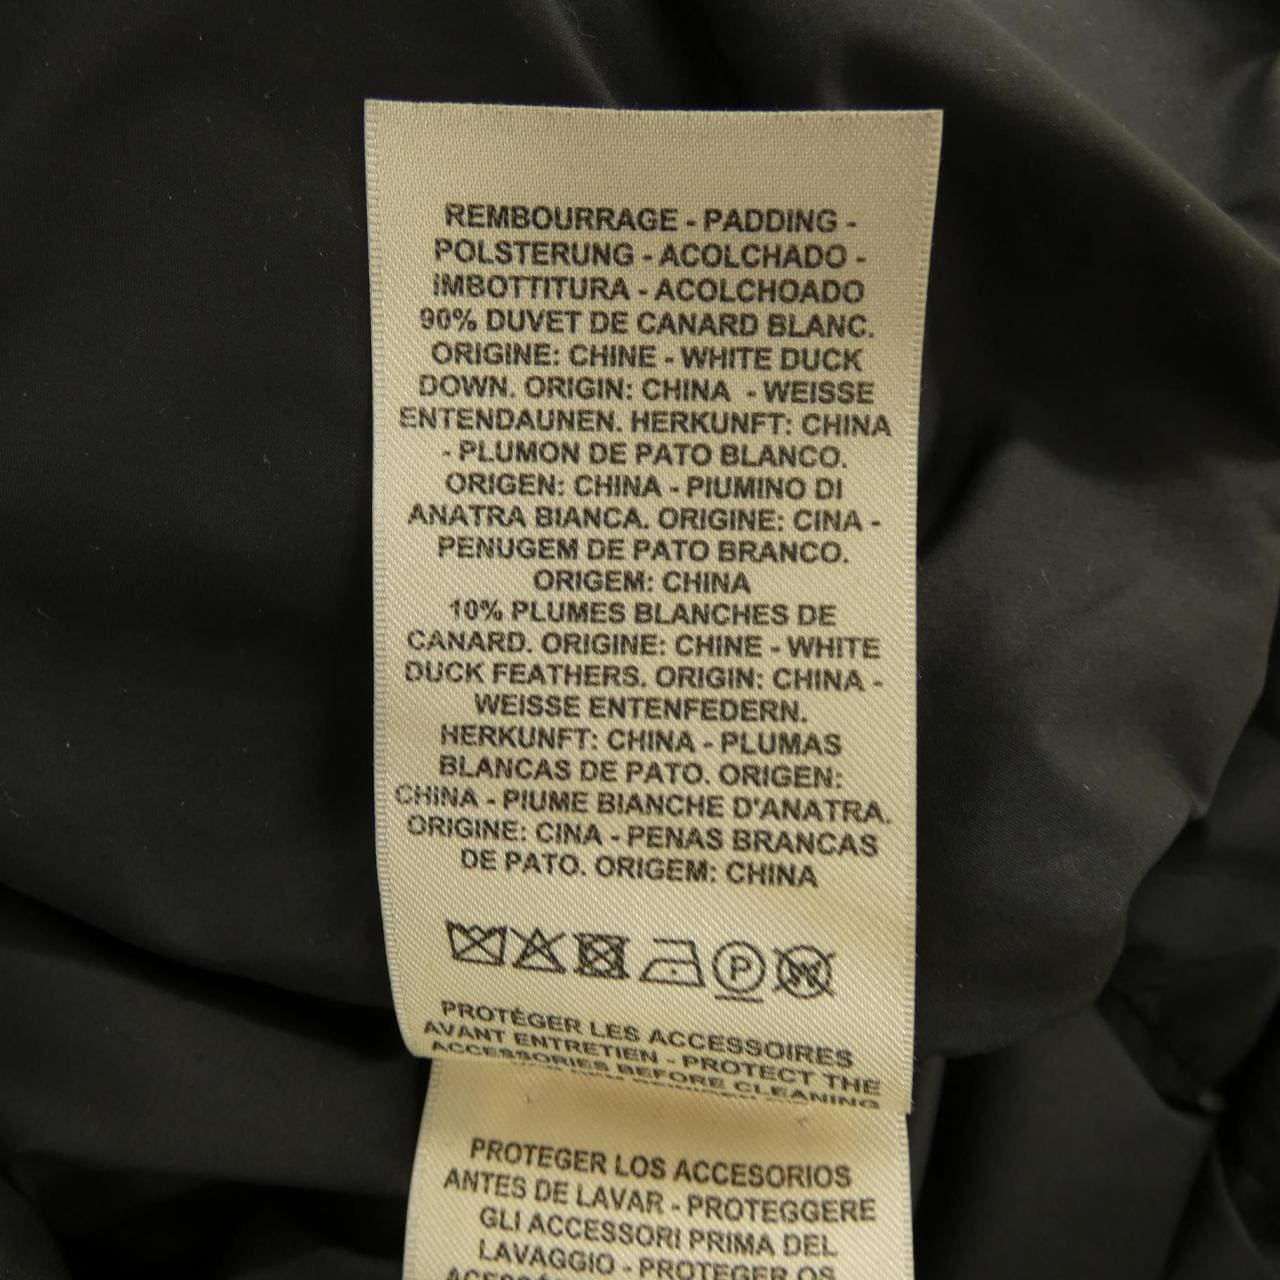 REMBOURRAGE - PADDING -
POLSTERUNG - ACOLCHADO -
IMBOTTITURA - ACOLCHOADO
90% DUVET DE CANARD BLANC.
ORIGINE: CHINE - WHITE DUCK
DOWN. ORIGIN: CHINA - WEISSE
ENTENDAUNEN. HERKUNFT: CHINA
- PLUMON DE PATO BLANCO.
ORIGEN: CHINA - PIUMINO DI
ANATRA BIANCA. ORIGINE: CINA -
PENUGEM DE PATO BRANCO.
ORIGEM: CHINA
10% PLUMES BLANCHES DE
CANARD. ORIGINE: CHINE - WHITE
DUCK FEATHERS. ORIGIN: CHINA -
WEISSE ENTENFEDERN.
HERKUNFT: CHINA - PLUMAS
BLANCAS DE PATO. ORIGEN:
CHINA - PIUME BIANCHE D'ANATRA.
ORIGINE: CINA - PENAS BRANCAS
DE PATO. ORIGEM: CHINA
P W
PROTÉGER LES ACCESSOIRES
AVANT ENTRETIEN - PROTECT THE
ACCESSORIES BEFORE CLEANING
PROTEGER LOS ACCESORIOS
ANTES DE LAVAR - PROTEGGERE
GLI ACCESSORI PRIMA DEL
LAVAGGIO - PROTEGER OS